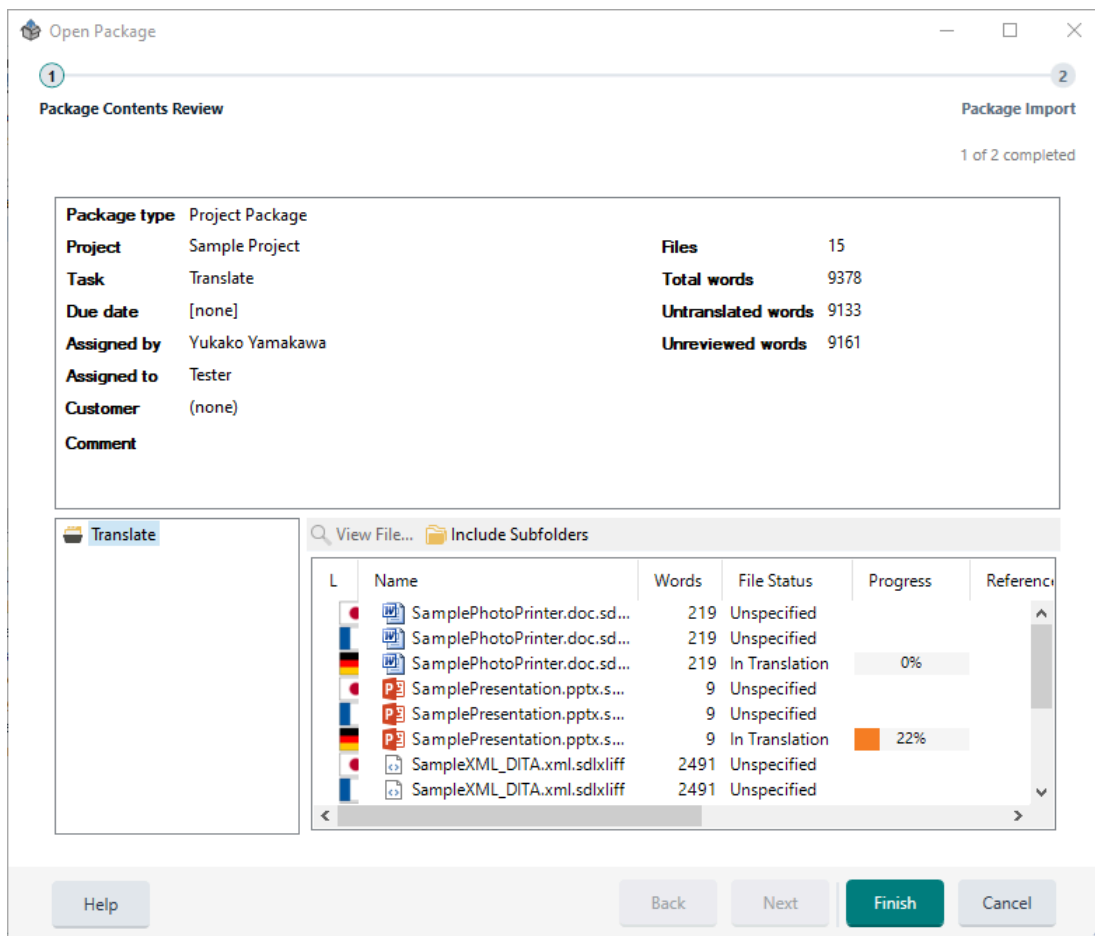 Open Package
1 2
Package Contents Review Package Import
1 of 2 completed
Package type Project Package
Project Sample Project Files 15
Task Translate Total words 9378
Due date [none] Untranslated words 9133
Assigned by Yukako Yamakawa Unreviewed words 9161
Assigned to Tester
Customer (none)
Comment
Translate View File... Include Subfolders
L Name Words File Status Progress Referenc
SamplePhotoPrinter.doc.sd... 219 Unspecified
SamplePhotoPrinter.doc.sd... 219 Unspecified
SamplePhotoPrinter.doc.sd... 219 In Translation 0%
SamplePresentation.pptx.s... 9 Unspecified
SamplePresentation.pptx.s... 9 Unspecified
SamplePresentation.pptx.s... 9 In Translation 22%
SampleXML_DITA.xml.sdlxliff 2491 Unspecified
SampleXML_DITA.xml.sdlxliff 2491 Unspecified
Help Back Next Finish Cancel